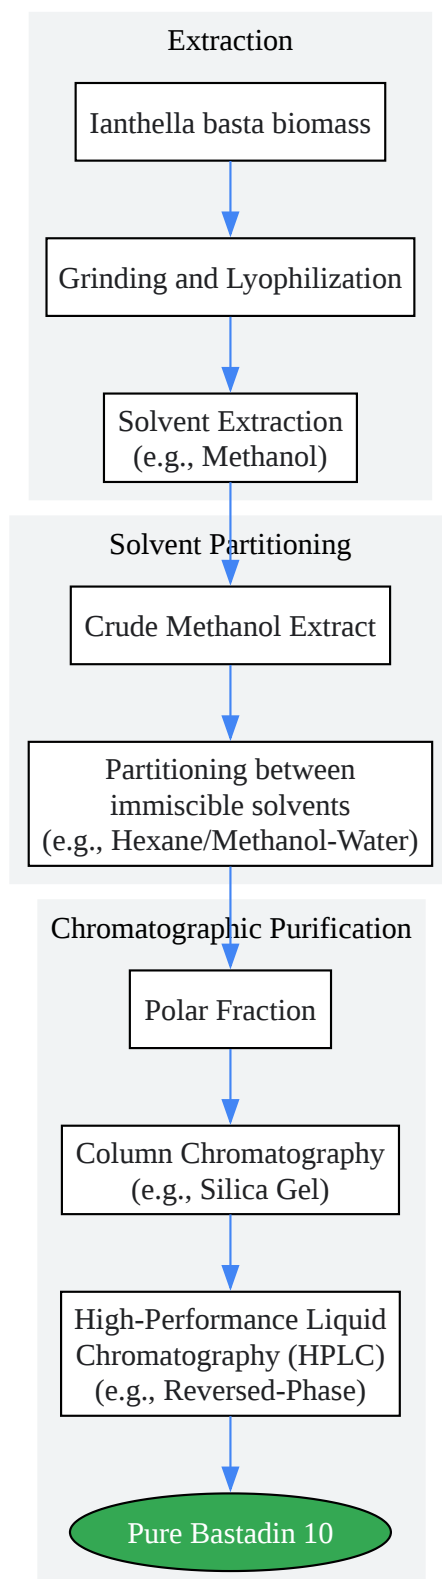 Extraction
Ianthella basta biomass
Grinding and Lyophilization
Solvent Extraction
(e.g., Methanol)
Solvent Partitioning
Crude Methanol Extract
Partitioning between
immiscible solvents
(e.g., Hexane/Methanol-Water)
Chromatographic Purification
Polar Fraction
Column Chromatography
(e.g., Silica Gel)
High-Performance Liquid
Chromatography (HPLC)
(e.g., Reversed-Phase)
Pure Bastadin 10